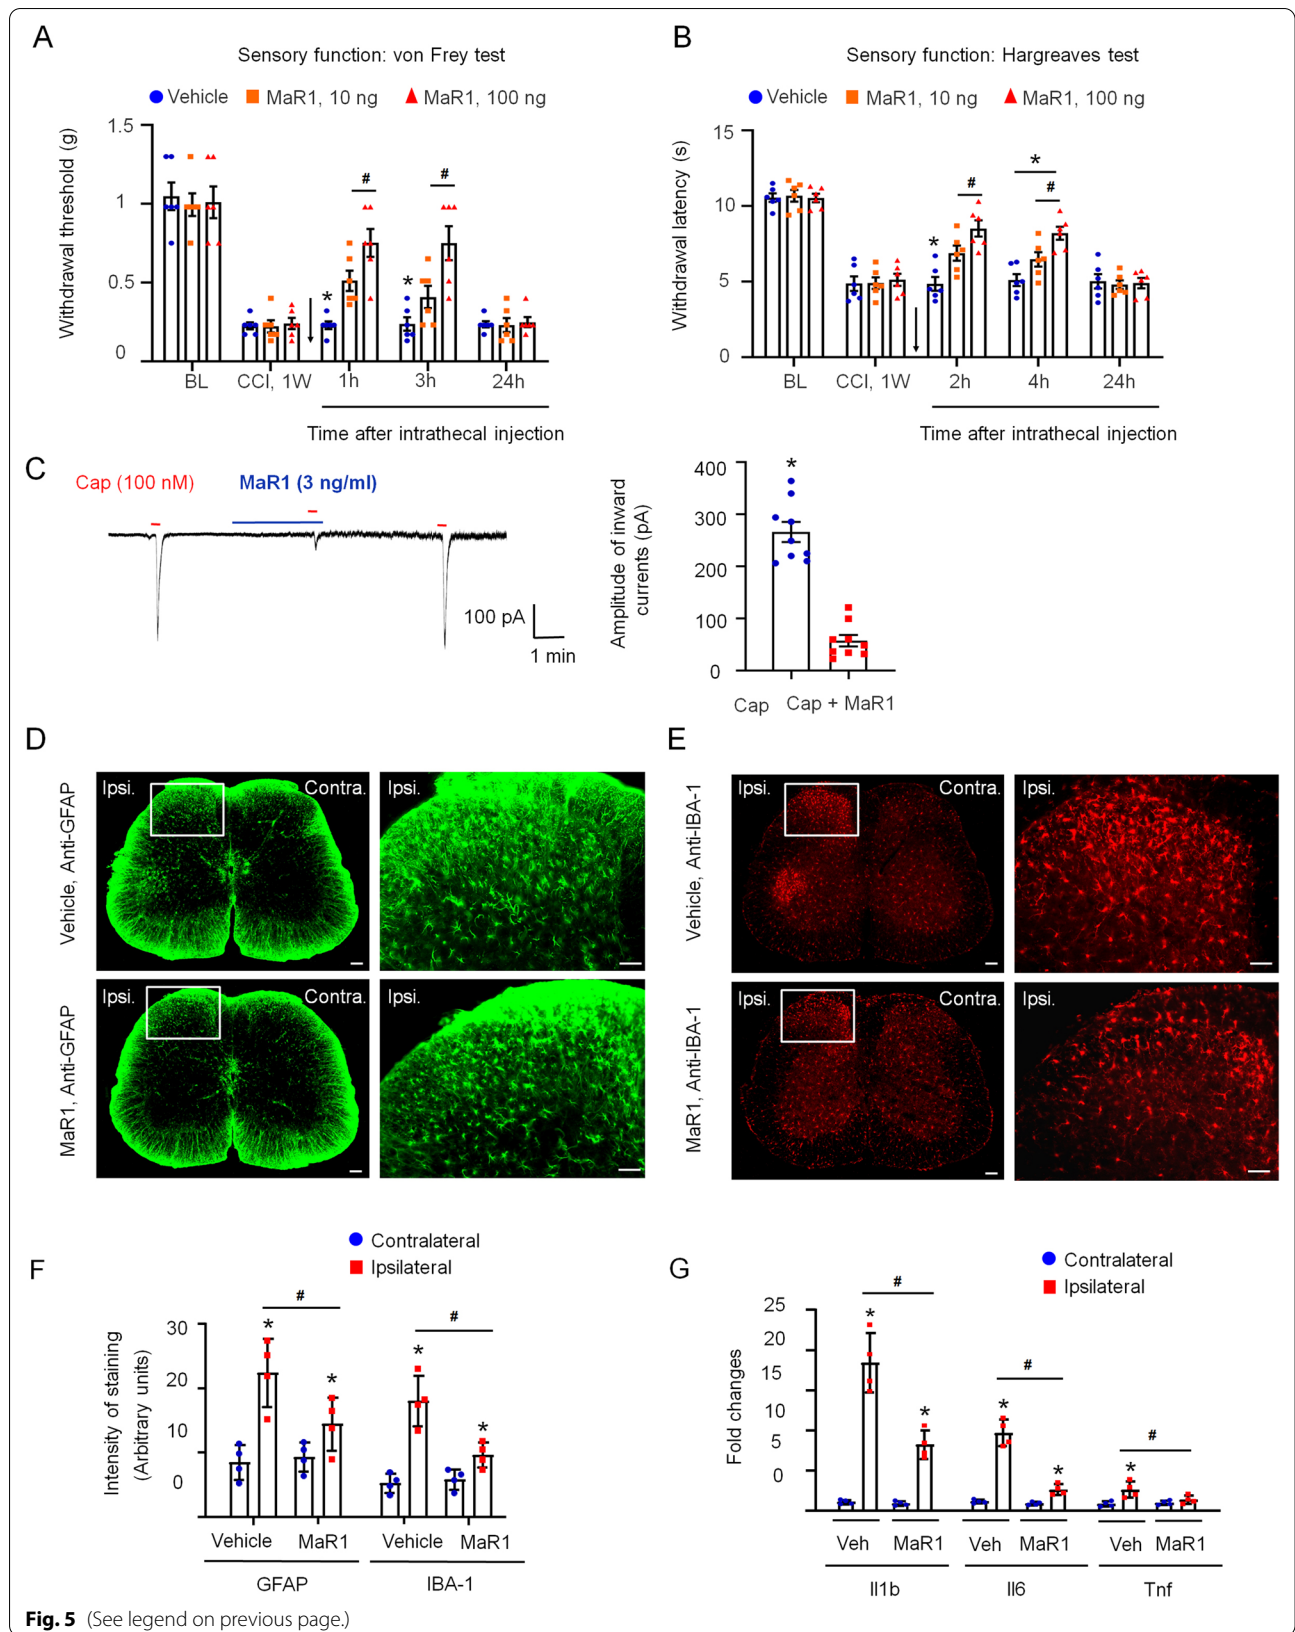 A
Sensory function: von Frey test
Vehicle MaR1, 10 ng MaR1, 100 ng
Withdrawal threshold (g)
1.5
1
0.5
0
# #
* *
BL CCI, 1W 1h 3h 24h
Time after intrathecal injection
B
Sensory function: Hargreaves test
Vehicle MaR1, 10 ng MaR1, 100 ng
Withdrawal latency (s)
15
10
5
0
*
# #
*
BL CCI, 1W 2h 4h 24h
Time after intrathecal injection
C
Cap (100 nM) MaR1 (3 ng/ml)
100 pA
1 min
Amplitude of inward
currents (pA)
400
300
200
100
0
*
Cap Cap + MaR1
D
Vehicle, Anti-GFAP
Ipsi. Contra. Ipsi.
MaR1, Anti-GFAP
Ipsi. Contra. Ipsi.
E
Vehicle, Anti-IBA-1
Ipsi. Contra. Ipsi.
MaR1, Anti-IBA-1
Ipsi. Contra. Ipsi.
F
Contralateral
Ipsilateral
Intensity of staining
(Arbitrary units)
30
20
10
0
# #
* * * *
Vehicle MaR1 Vehicle MaR1
GFAP IBA-1
G
Contralateral
Ipsilateral
Fold changes
25
20
15
10
5
0
# # #
* * * * *
Veh MaR1 Veh MaR1 Veh MaR1
Il1b Il6 Tnf
Fig. 5 (See legend on previous page.)